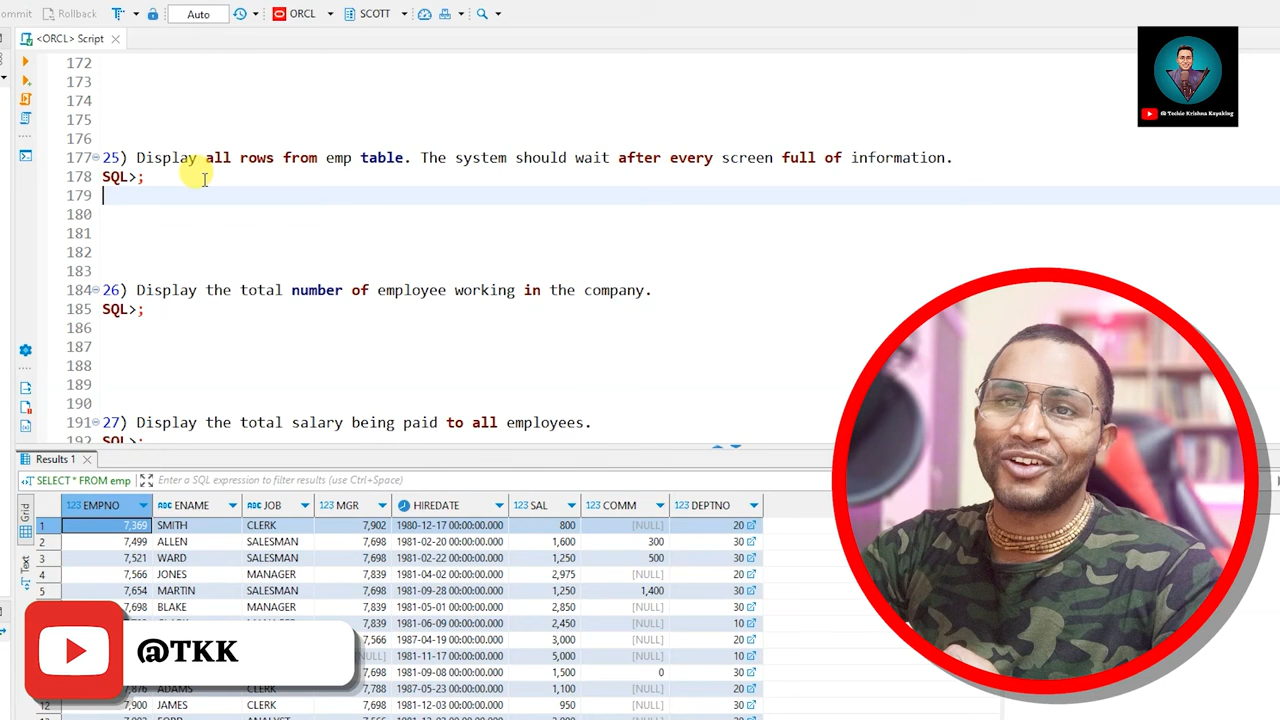 ommit Rollback Auto ORCL SCOTT
<ORCL> Script
@ Techie Krishna Kayaking
172
173
174
175
176
177 25) Display all rows from emp table. The system should wait after every screen full of information.
178 SQL>;
179
180
181
182
183
184 26) Display the total number of employee working in the company.
185 SQL>;
186
187
188
189
190
191 27) Display the total salary being paid to all employees.
192 SQL>;
Results 1
SELECT * FROM emp Enter a SQL expression to filter results (use Ctrl+Space)
Grid
Text
123 EMPNO ABC ENAME ABC JOB 123 MGR HIREDATE 123 SAL 123 COMM 123 DEPTNO
1 7,369 SMITH CLERK 7,902 1980-12-17 00:00:00.000 800 [NULL] 20
2 7,499 ALLEN SALESMAN 7,698 1981-02-20 00:00:00.000 1,600 300 30
3 7,521 WARD SALESMAN 7,698 1981-02-22 00:00:00.000 1,250 500 30
4 7,566 JONES MANAGER 7,839 1981-04-02 00:00:00.000 2,975 [NULL] 20
5 7,654 MARTIN SALESMAN 7,698 1981-09-28 00:00:00.000 1,250 1,400 30
7,698 BLAKE MANAGER 7,839 1981-05-01 00:00:00.000 2,850 [NULL] 30
1981-06-09 00:00:00.000 2,450 [NULL] 10
7,566 1987-04-19 00:00:00.000 3,000 [NULL] 20
[NULL] 1981-11-17 00:00:00.000 5,000 [NULL] 10
7,698 1981-09-08 00:00:00.000 1,500 0 30
7,876 ADAMS CLERK 7,788 1987-05-23 00:00:00.000 1,100 [NULL] 20
12 7,900 JAMES CLERK 7,698 1981-12-03 00:00:00.000 950 [NULL] 30
@TKK